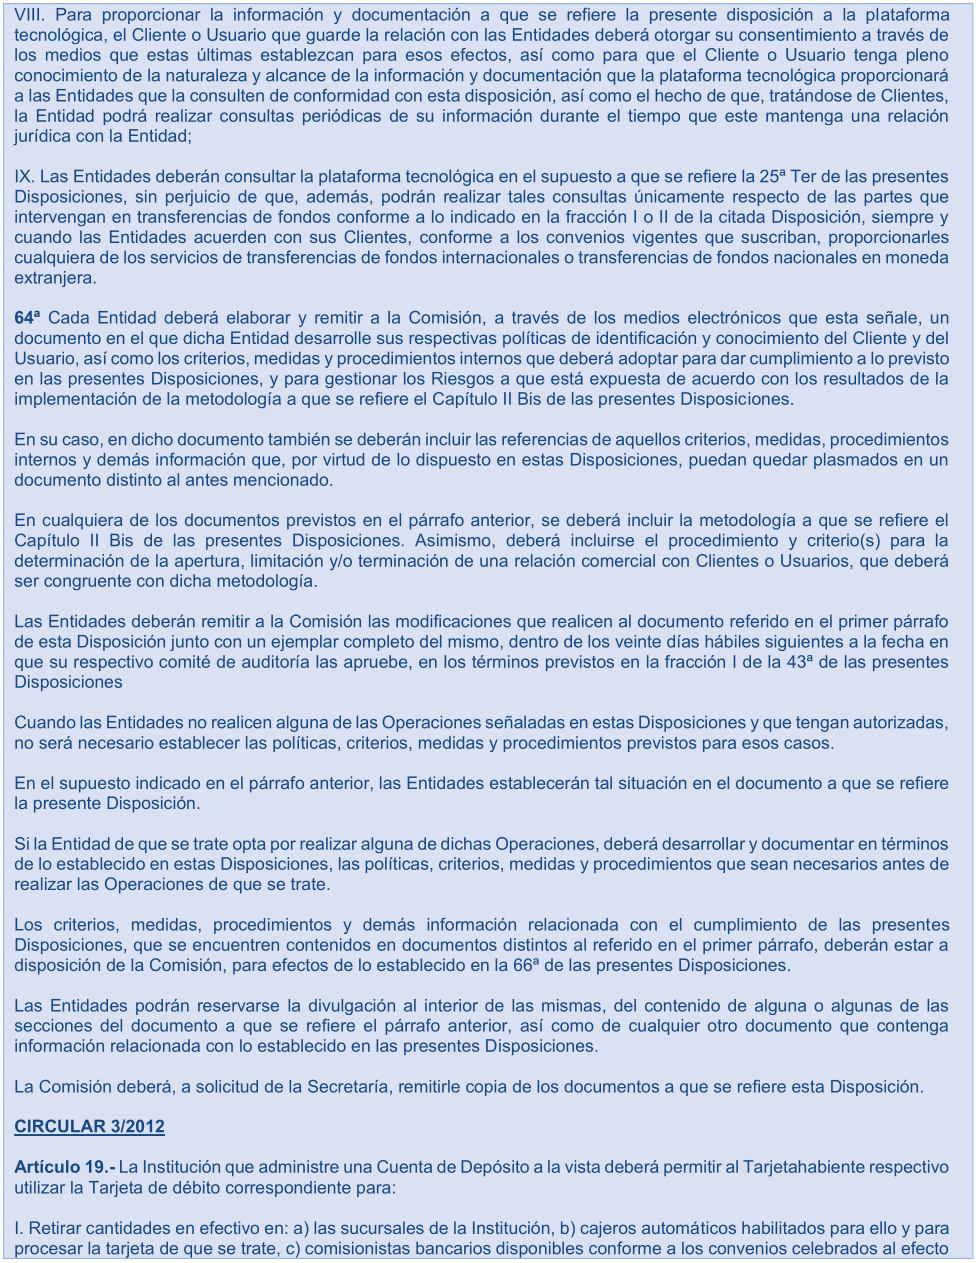 VIII. Para proporcionar la información y documentación a que se refiere la presente disposición a la plataforma
tecnológica, el Cliente o Usuario que guarde la relación con las Entidades deberá otorgar su consentimiento a través de
los medios que estas últimas establezcan para esos efectos, así como para que el Cliente o Usuario tenga pleno
conocimiento de la naturaleza y alcance de la información y documentación que la plataforma tecnológica proporcionará
a las Entidades que la consulten de conformidad con esta disposición, así como el hecho de que, tratándose de Clientes,
la Entidad podrá realizar consultas periódicas de su información durante el tiempo que este mantenga una relación
jurídica con la Entidad;
IX. Las Entidades deberán consultar la plataforma tecnológica en el supuesto a que se refiere la 25ª Ter de las presentes
Disposiciones, sin perjuicio de que, además, podrán realizar tales consultas únicamente respecto de las partes que
intervengan en transferencias de fondos conforme a lo indicado en la fracción I o II de la citada Disposición, siempre y
cuando las Entidades acuerden con sus Clientes, conforme a los convenios vigentes que suscriban, proporcionarles
cualquiera de los servicios de transferencias de fondos internacionales o transferencias de fondos nacionales en moneda
extranjera.
64ª Cada Entidad deberá elaborar y remitir a la Comisión, a través de los medios electrónicos que esta señale, un
documento en el que dicha Entidad desarrolle sus respectivas políticas de identificación y conocimiento del Cliente y del
Usuario, así como los criterios, medidas y procedimientos internos que deberá adoptar para dar cumplimiento a lo previsto
en las presentes Disposiciones, y para gestionar los Riesgos a que está expuesta de acuerdo con los resultados de la
implementación de la metodología a que se refiere el Capítulo II Bis de las presentes Disposiciones.
En su caso, en dicho documento también se deberán incluir las referencias de aquellos criterios, medidas, procedimientos
internos y demás información que, por virtud de lo dispuesto en estas Disposiciones, puedan quedar plasmados en un
documento distinto al antes mencionado.
En cualquiera de los documentos previstos en el párrafo anterior, se deberá incluir la metodología a que se refiere el
Capítulo II Bis de las presentes Disposiciones. Asimismo, deberá incluirse el procedimiento y criterio(s) para la
determinación de la apertura, limitación y/o terminación de una relación comercial con Clientes o Usuarios, que deberá
ser congruente con dicha metodología.
Las Entidades deberán remitir a la Comisión las modificaciones que realicen al documento referido en el primer párrafo
de esta Disposición junto con un ejemplar completo del mismo, dentro de los veinte días hábiles siguientes a la fecha en
que su respectivo comité de auditoría las apruebe, en los términos previstos en la fracción I de la 43ª de las presentes
Disposiciones
Cuando las Entidades no realicen alguna de las Operaciones señaladas en estas Disposiciones y que tengan autorizadas,
no será necesario establecer las políticas, criterios, medidas y procedimientos previstos para esos casos.
En el supuesto indicado en el párrafo anterior, las Entidades establecerán tal situación en el documento a que se refiere
la presente Disposición.
Si la Entidad de que se trate opta por realizar alguna de dichas Operaciones, deberá desarrollar y documentar en términos
de lo establecido en estas Disposiciones, las políticas, criterios, medidas y procedimientos que sean necesarios antes de
realizar las Operaciones de que se trate.
Los criterios, medidas, procedimientos y demás información relacionada con el cumplimiento de las presentes
Disposiciones, que se encuentren contenidos en documentos distintos al referido en el primer párrafo, deberán estar a
disposición de la Comisión, para efectos de lo establecido en la 66ª de las presentes Disposiciones.
Las Entidades podrán reservarse la divulgación al interior de las mismas, del contenido de alguna o algunas de las
secciones del documento a que se refiere el párrafo anterior, así como de cualquier otro documento que contenga
información relacionada con lo establecido en las presentes Disposiciones.
La Comisión deberá, a solicitud de la Secretaría, remitirle copia de los documentos a que se refiere esta Disposición.
CIRCULAR 3/2012
Artículo 19.- La Institución que administre una Cuenta de Depósito a la vista deberá permitir al Tarjetahabiente respectivo
utilizar la Tarjeta de débito correspondiente para:
I. Retirar cantidades en efectivo en: a) las sucursales de la Institución, b) cajeros automáticos habilitados para ello y para
procesar la tarjeta de que se trate, c) comisionistas bancarios disponibles conforme a los convenios celebrados al efecto